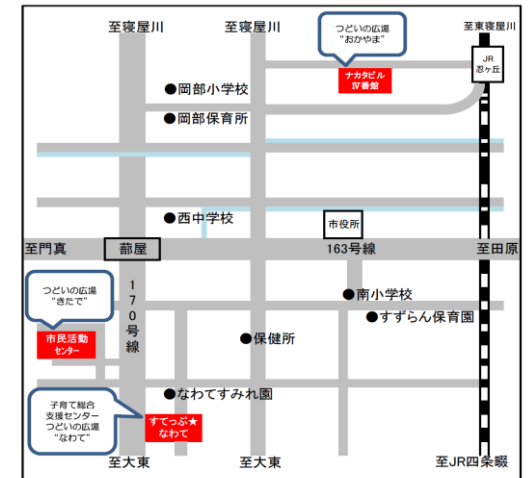 至寝屋川
至寝屋川
至東寝屋川
つどいの広場
“おかやま”
JR
忍ヶ丘
ナカタビル
Ⅳ番館
●岡部小学校
●岡部保育所
●西中学校
市役所
至門真
蔀屋
163号線
至田原
170号線
つどいの広場
“きたで”
市民活動
センター
●南小学校
●すずらん保育園
●保健所
●なわてすみれ園
子育て総合
支援センター
つどいの広場
“なわて”
すてっぷ★
なわて
至大東
至大東
至JR四条畷